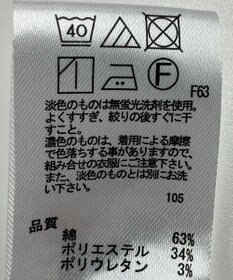 40
F
F63
淡色のものは無蛍光洗剤を使用。
よくすすぎ、絞りの後すぐに干
すこと。
濃色のものは、着用による摩擦
で色落ちする事がありますので、
組み合せの衣服にご注意下さい。
また、淡色のものとは別にお洗
い下さい。
105
品質
綿 63%
ポリエステル 34%
ポリウレタン 3%